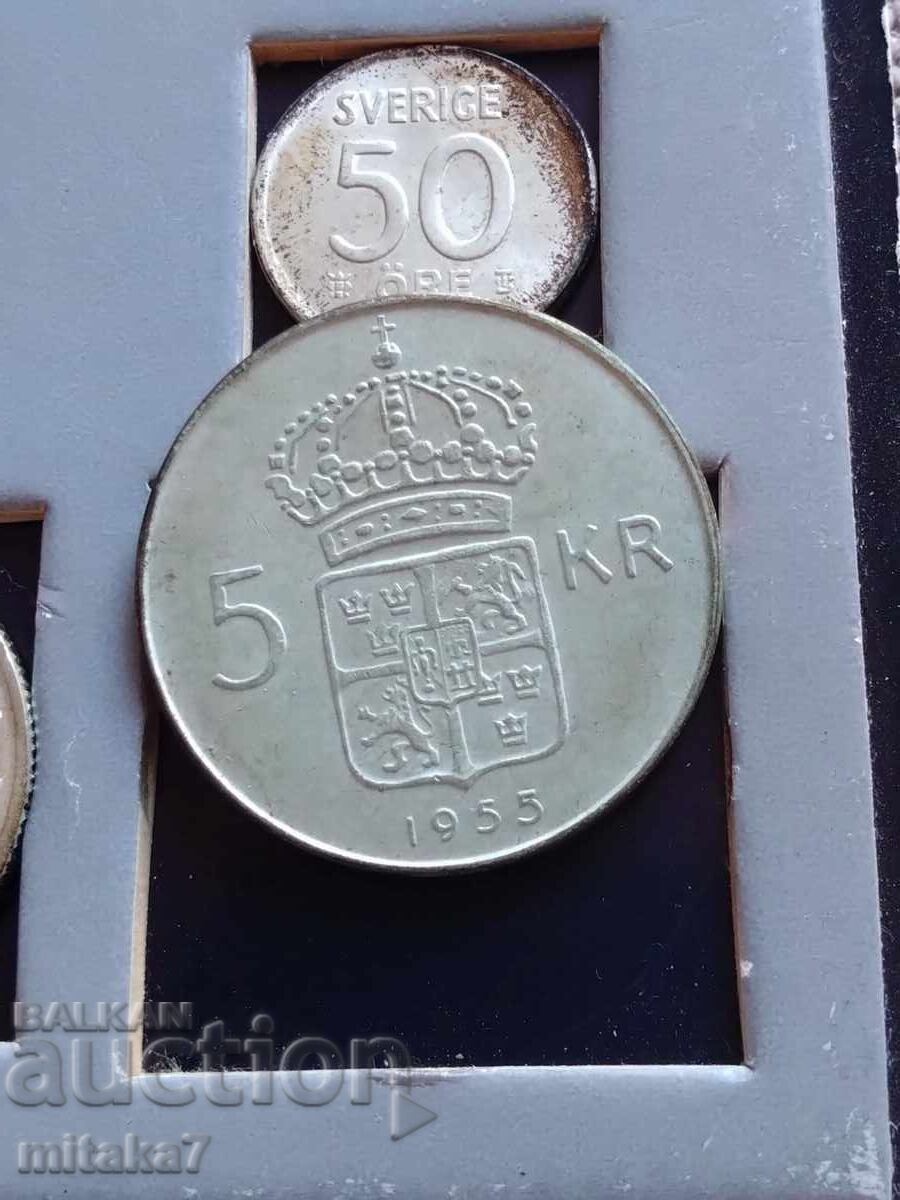 SVERIGE
50
ÖRE
5 KR
1955
BALKAN
auction
mitaka7